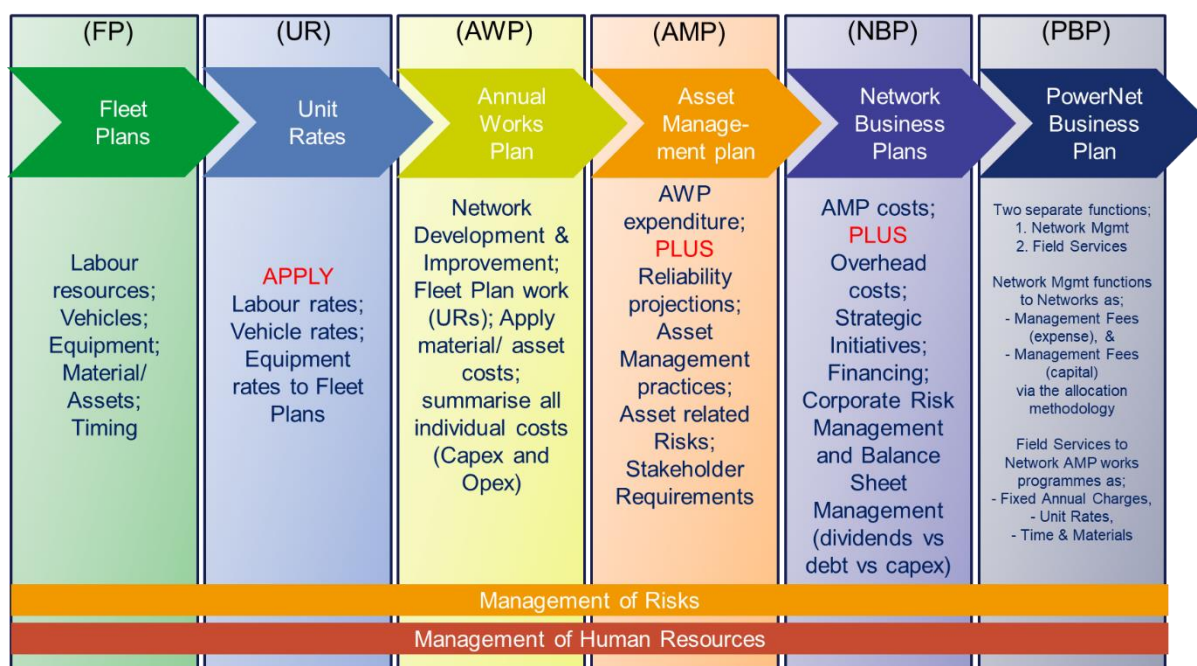 (FP)
Fleet
Plans
Labour
resources;
Vehicles;
Equipment;
Material/
Assets;
Timing
(UR)
Unit
Rates
APPLY
Labour rates;
Vehicle rates;
Equipment
rates to Fleet
Plans
(AWP)
Annual
Works
Plan
Network
Development &
Improvement;
Fleet Plan work
(URs); Apply
material/ asset
costs;
summarise all
individual costs
(Capex and
Opex)
(AMP)
Asset
Manage-
ment plan
AWP
expenditure;
PLUS
Reliability
projections;
Asset
Management
practices;
Asset related
Risks;
Stakeholder
Requirements
(NBP)
Network
Business
Plans
AMP costs;
PLUS
Overhead
costs;
Strategic
Initiatives;
Financing;
Corporate Risk
Management
and Balance
Sheet
Management
(dividends vs
debt vs capex)
(PBP)
PowerNet
Business
Plan
Two separate functions;
1. Network Mgmt
2. Field Services
Network Mgmt functions
to Networks as;
- Management Fees
(expense), &
- Management Fees
(capital)
via the allocation
methodology
Field Services to
Network AMP works
programmes as;
- Fixed Annual Charges,
- Unit Rates,
- Time & Materials
Management of Risks
Management of Human Resources